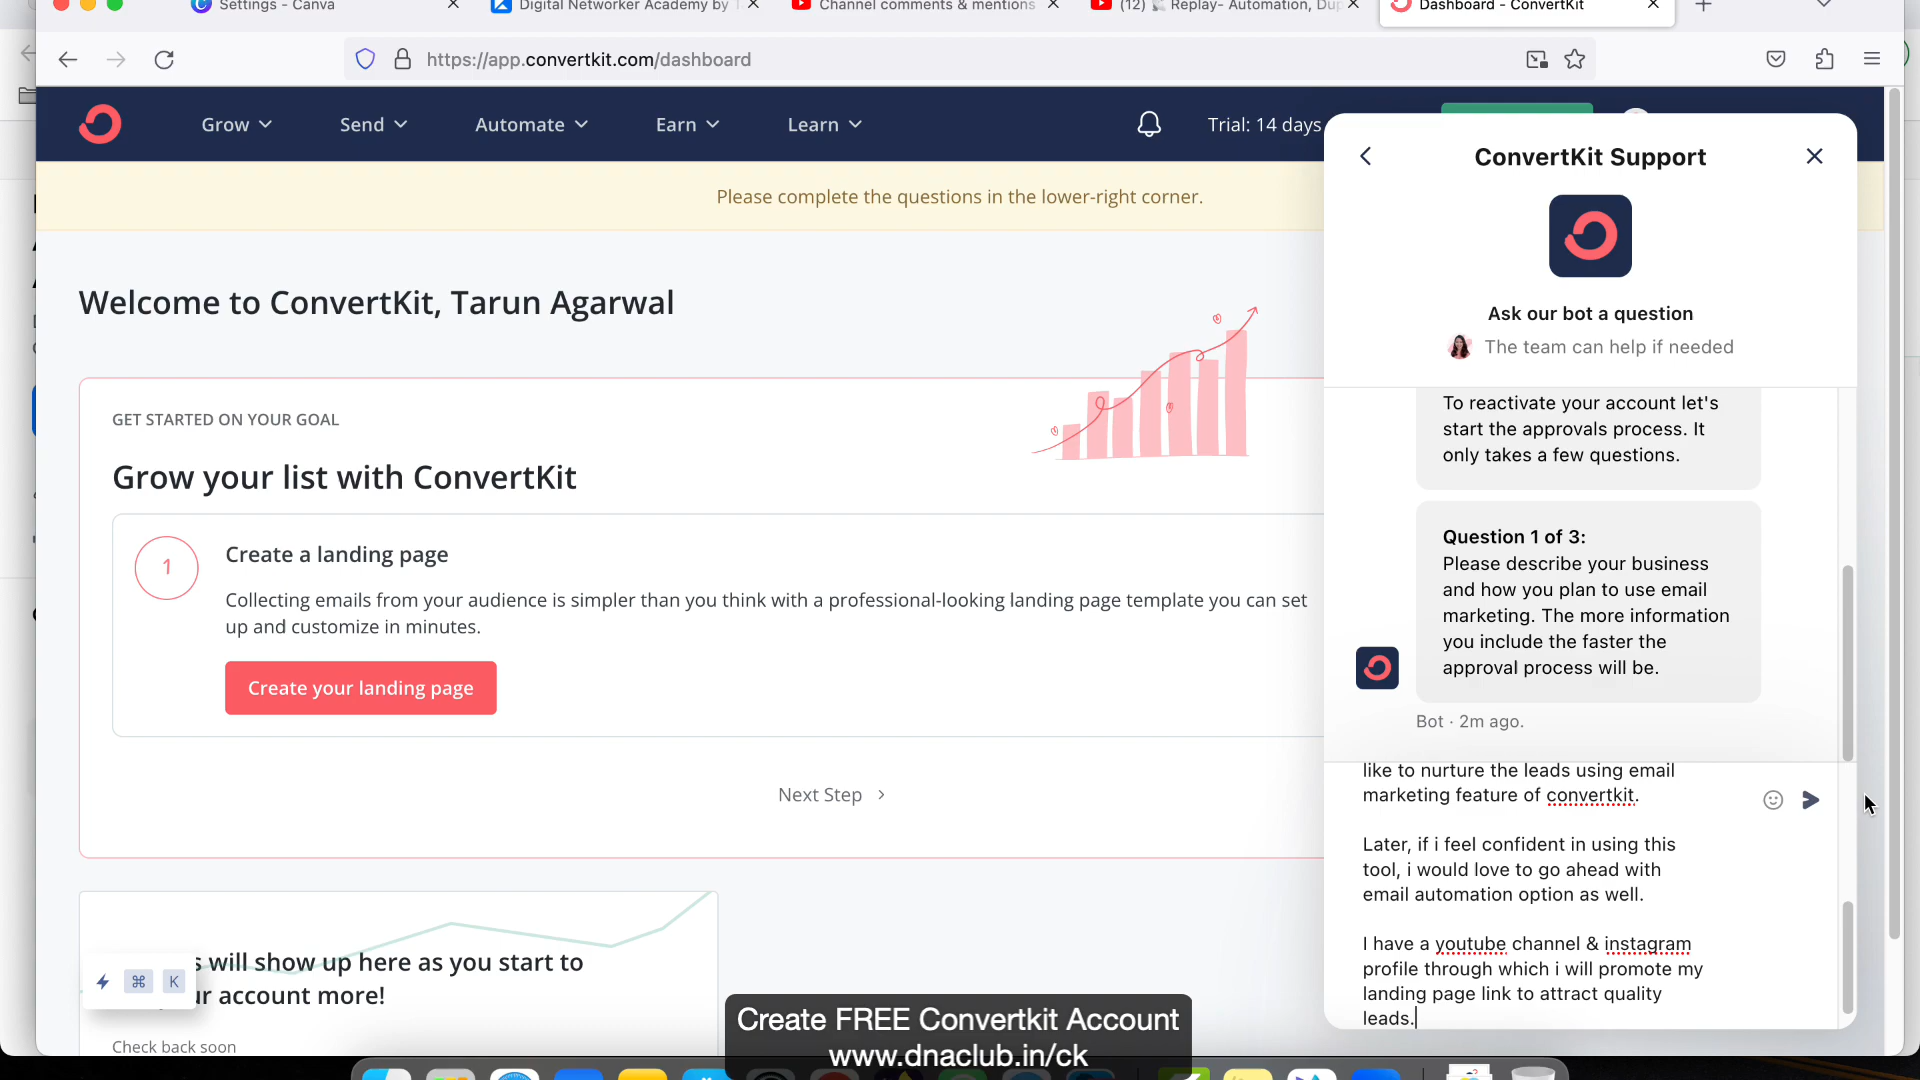 Settings - Canva
Digital Networker Academy by T
Channel comments & mentions
(12) Replay- Automation, Dup
Dashboard - ConvertKit
https://app.convertkit.com/dashboard
Grow
Send
Automate
Earn
Learn
Trial: 14 days
Please complete the questions in the lower-right corner.
Welcome to ConvertKit, Tarun Agarwal
GET STARTED ON YOUR GOAL
Grow your list with ConvertKit
1
Create a landing page
Collecting emails from your audience is simpler than you think with a professional-looking landing page template you can set
up and customize in minutes.
Create your landing page
Next Step
s will show up here as you start to
ur account more!
Check back soon
⌘ K
ConvertKit Support
Ask our bot a question
The team can help if needed
To reactivate your account let's
start the approvals process. It
only takes a few questions.
Question 1 of 3:
Please describe your business
and how you plan to use email
marketing. The more information
you include the faster the
approval process will be.
Bot · 2m ago.
like to nurture the leads using email
marketing feature of convertkit.
Later, if i feel confident in using this
tool, i would love to go ahead with
email automation option as well.
I have a youtube channel & instagram
profile through which i will promote my
landing page link to attract quality
leads.
Create FREE Convertkit Account
www.dnaclub.in/ck